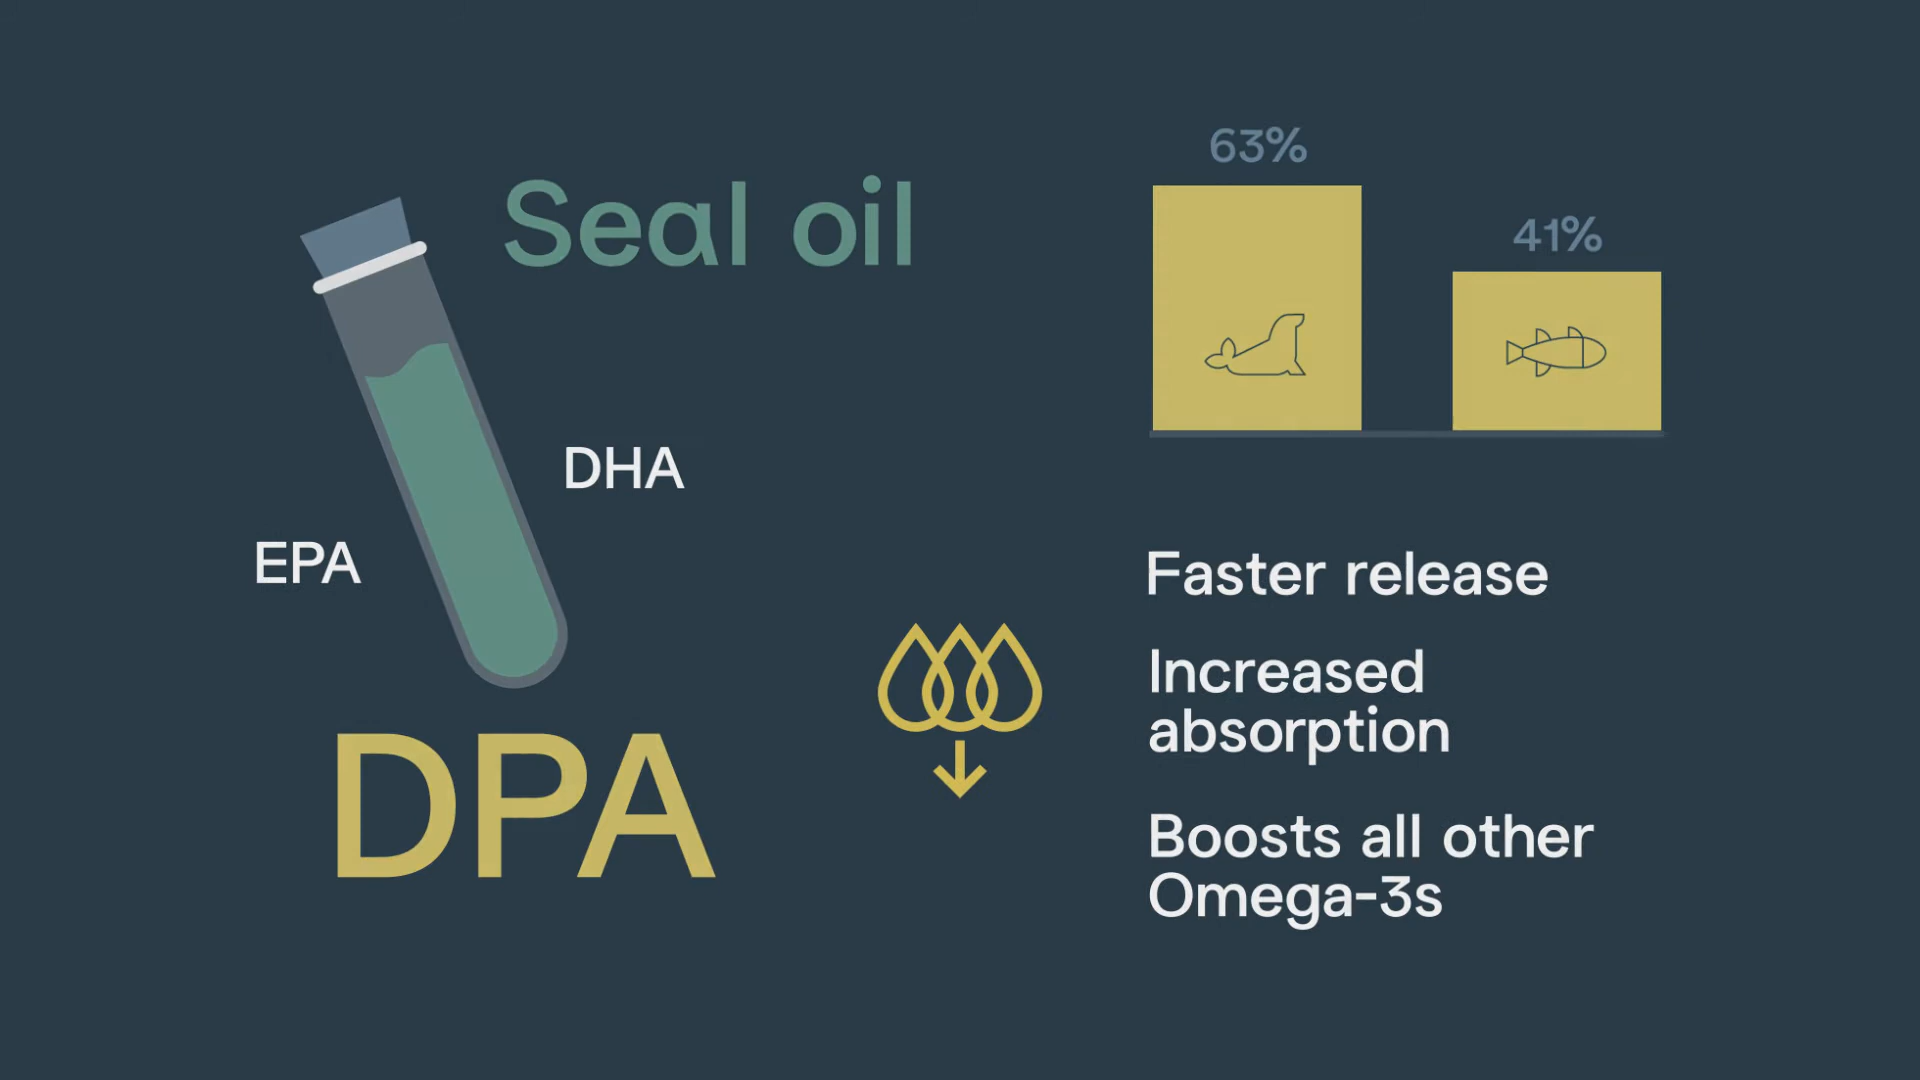 Seal oil
DHA
EPA
DPA
63%
41%
Faster release
Increased
absorption
Boosts all other
Omega-3s